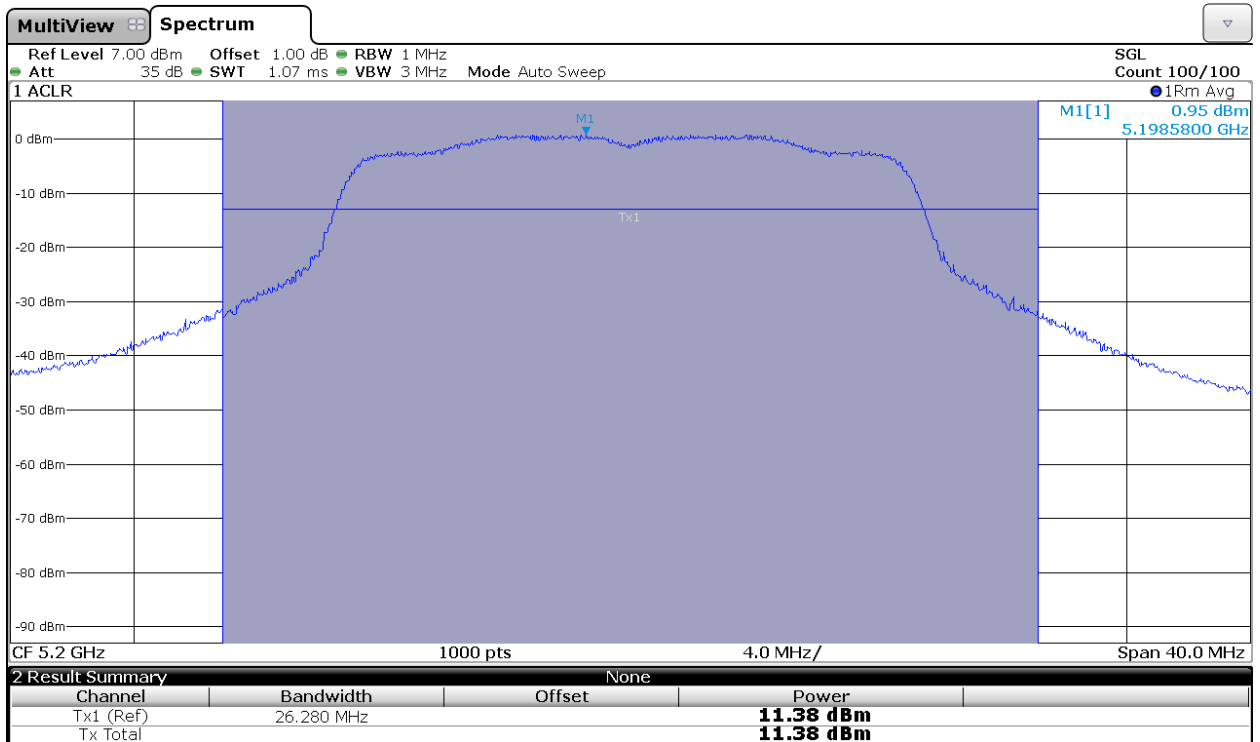 MultiView Spectrum
Ref Level 7.00 dBm Offset 1.00 dB RBW 1 MHz SGL
Att 35 dB SWT 1.07 ms VBW 3 MHz Mode Auto Sweep Count 100/100
1 ACLR 1Rm Avg
M1[1] 0.95 dBm
5.1985800 GHz
M1
0 dBm
-10 dBm
Tx1
-20 dBm
-30 dBm
-40 dBm
-50 dBm
-60 dBm
-70 dBm
-80 dBm
-90 dBm
CF 5.2 GHz 1000 pts 4.0 MHz/ Span 40.0 MHz
2 Result Summary None
Channel Bandwidth Offset Power
Tx1 (Ref) 26.280 MHz 11.38 dBm
Tx Total 11.38 dBm